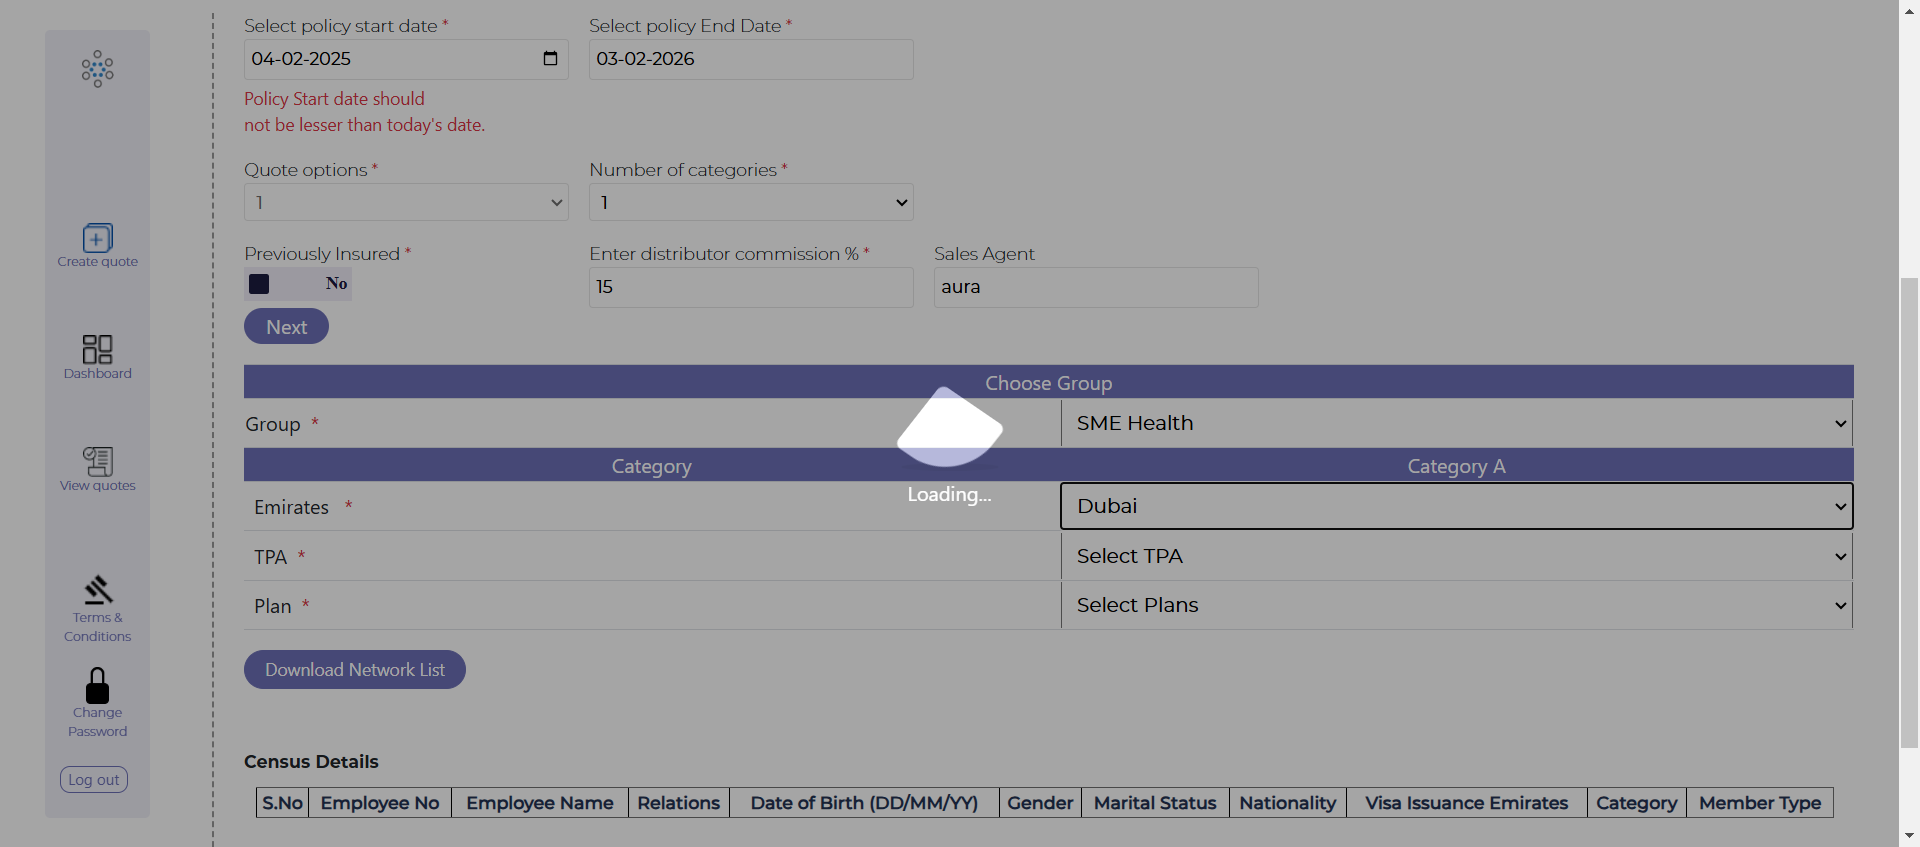 Select policy start date *
Select policy End Date *
04-02-2025
03-02-2026
Policy Start date should
not be lesser than today's date.
Quote options *
Number of categories *
1
1
Previously Insured *
Enter distributor commission % *
Sales Agent
No
15
aura
Next
Choose Group
Group *
SME Health
Category
Category A
Loading...
Emirates *
Dubai
TPA *
Select TPA
Plan *
Select Plans
Download Network List
Census Details
S.No Employee No Employee Name Relations Date of Birth (DD/MM/YY) Gender Marital Status Nationality Visa Issuance Emirates Category Member Type
Create quote
Dashboard
View quotes
Terms &
Conditions
Change
Password
Log out